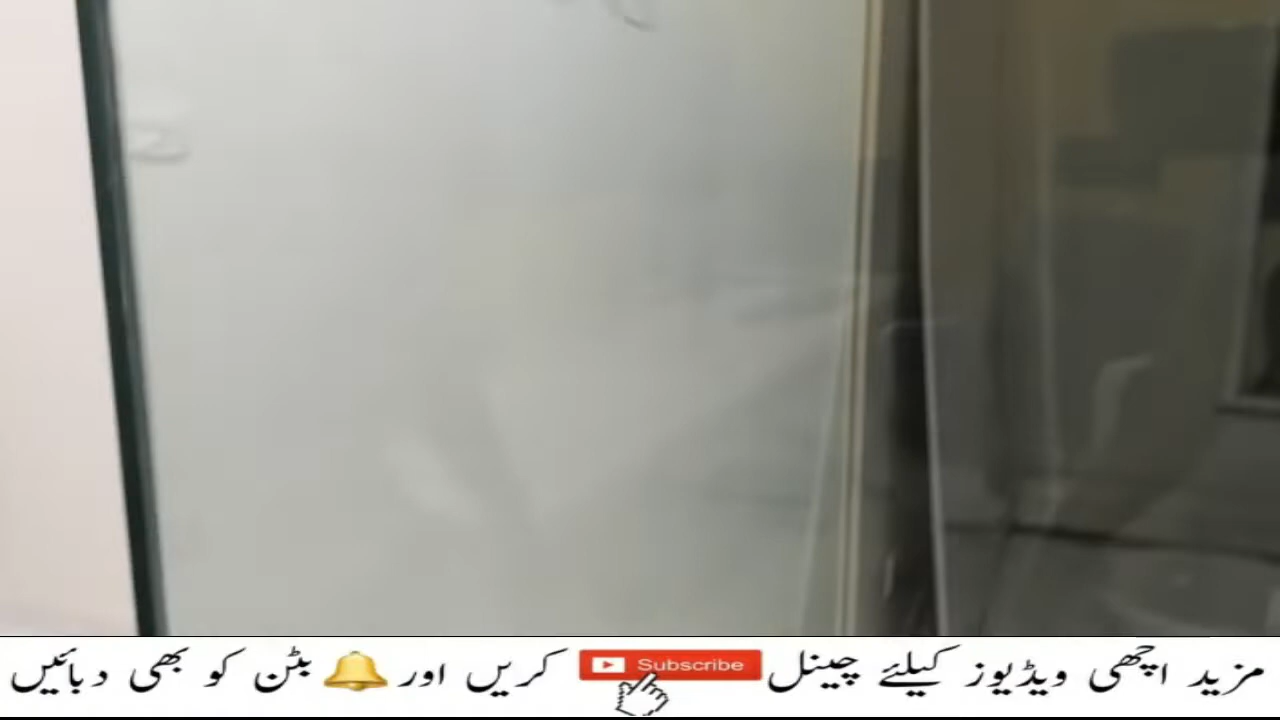 مزید اچھی ویڈیوز کیلئے چینل Subscribe کریں اور 🔔 بٹن کو بھی دبائیں